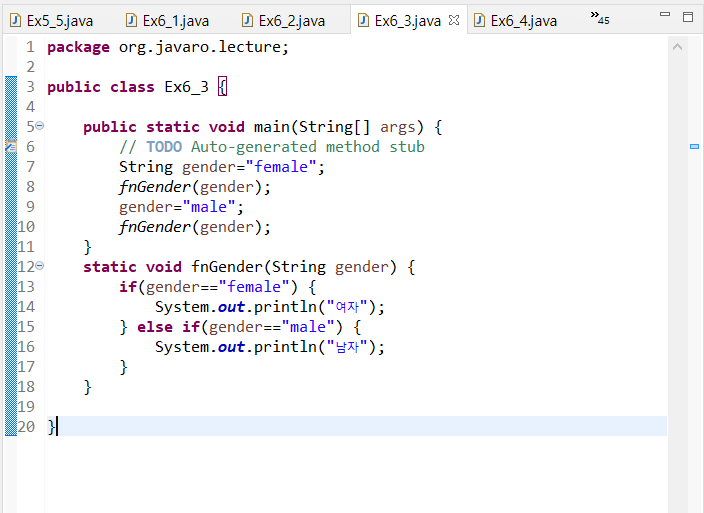 Ex5_5.java Ex6_1.java Ex6_2.java Ex6_3.java Ex6_4.java »45
1 package org.javaro.lecture;
2
3 public class Ex6_3 {
4
5 public static void main(String[] args) {
6 // TODO Auto-generated method stub
7 String gender="female";
8 fnGender(gender);
9 gender="male";
10 fnGender(gender);
11 }
12 static void fnGender(String gender) {
13 if(gender=="female") {
14 System.out.println("여자");
15 } else if(gender=="male") {
16 System.out.println("남자");
17 }
18 }
19
20 }